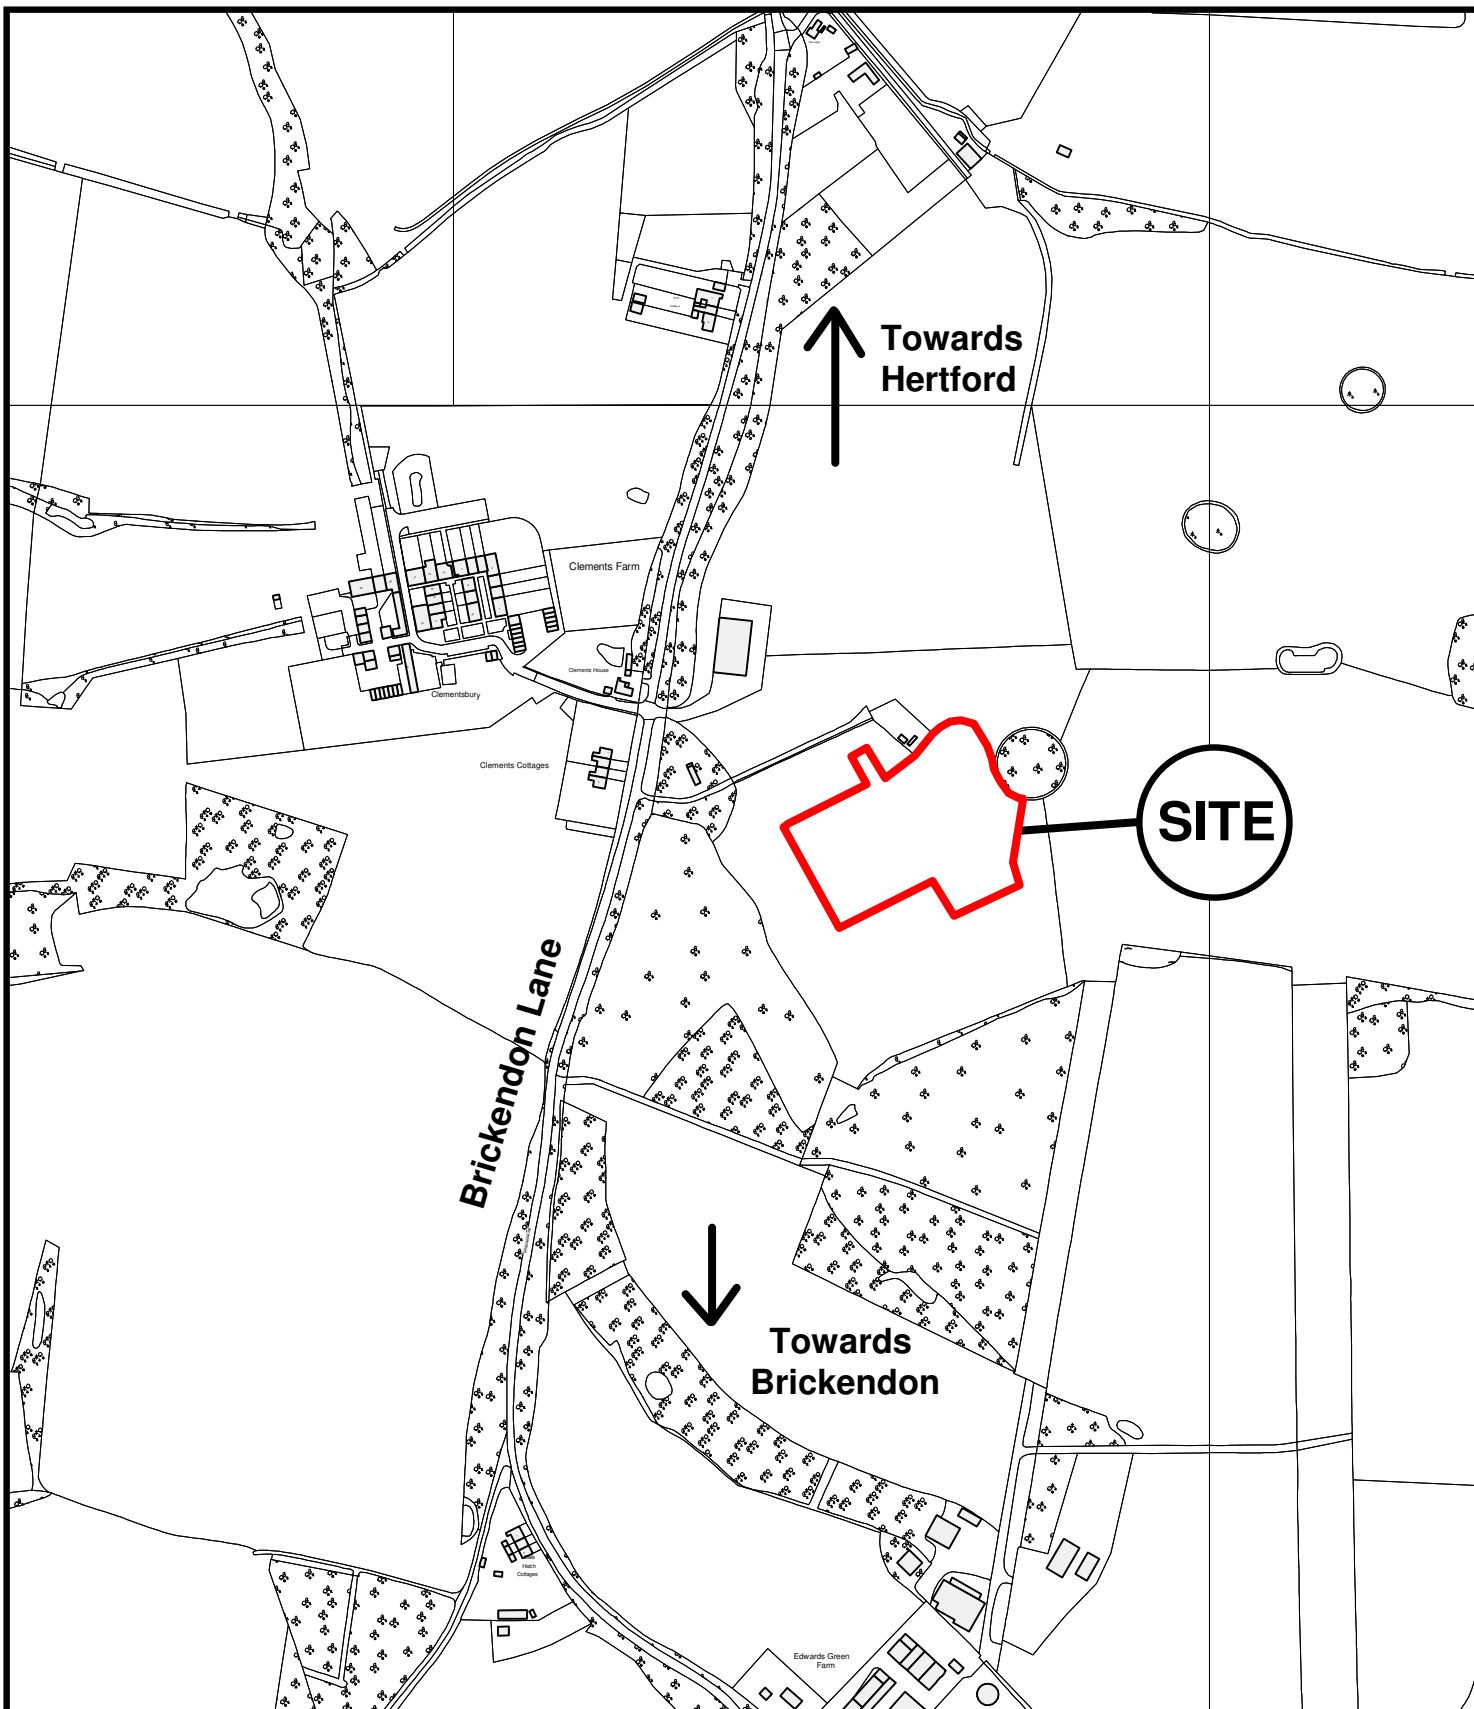 Towards
Hertford
Clements Farm
Clements House
Clementsbury
Clements Cottages
SITE
Brickendon Lane
Towards
Brickendon
Hatch
Cottages
Edwards Green
Farm